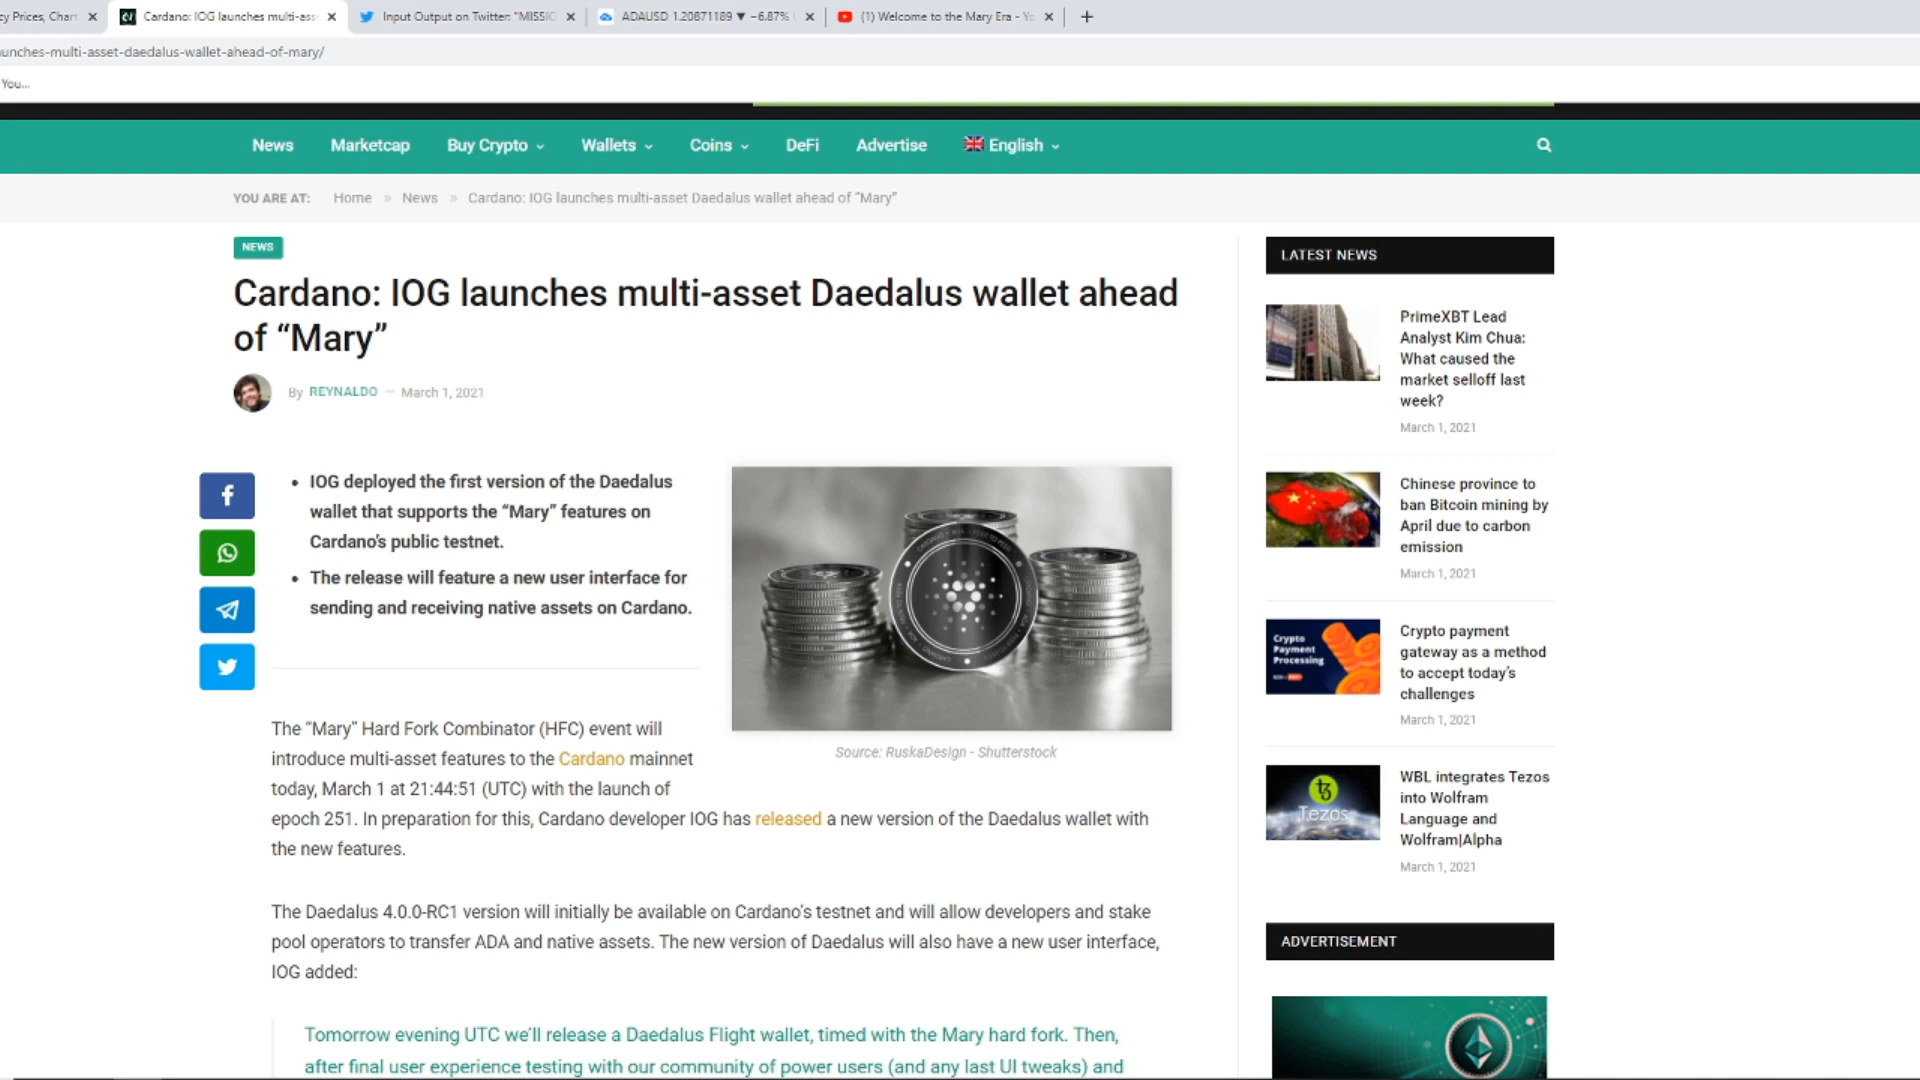 cy Prices, Chart
Cardano: IOG launches multi-ass
Input Output on Twitter: "MISSIC
ADAUSD 1.20871189 ▼ −6.87%
(1) Welcome to the Mary Era - Yo
unches-multi-asset-daedalus-wallet-ahead-of-mary/
You...
News
Marketcap
Buy Crypto
Wallets
Coins
DeFi
Advertise
English
YOU ARE AT: Home » News » Cardano: IOG launches multi-asset Daedalus wallet ahead of “Mary”
NEWS
Cardano: IOG launches multi-asset Daedalus wallet ahead
of “Mary”
By REYNALDO — March 1, 2021
• IOG deployed the first version of the Daedalus
wallet that supports the “Mary” features on
Cardano’s public testnet.
• The release will feature a new user interface for
sending and receiving native assets on Cardano.
Source: RuskaDesign - Shutterstock
The “Mary” Hard Fork Combinator (HFC) event will
introduce multi-asset features to the Cardano mainnet
today, March 1 at 21:44:51 (UTC) with the launch of
epoch 251. In preparation for this, Cardano developer IOG has released a new version of the Daedalus wallet with
the new features.
The Daedalus 4.0.0-RC1 version will initially be available on Cardano’s testnet and will allow developers and stake
pool operators to transfer ADA and native assets. The new version of Daedalus will also have a new user interface,
IOG added:
Tomorrow evening UTC we’ll release a Daedalus Flight wallet, timed with the Mary hard fork. Then,
after final user experience testing with our community of power users (and any last UI tweaks) and
LATEST NEWS
PrimeXBT Lead
Analyst Kim Chua:
What caused the
market selloff last
week?
March 1, 2021
Chinese province to
ban Bitcoin mining by
April due to carbon
emission
March 1, 2021
Crypto
Payment
Processing
Crypto payment
gateway as a method
to accept today’s
challenges
March 1, 2021
Tezos
WBL integrates Tezos
into Wolfram
Language and
Wolfram|Alpha
March 1, 2021
ADVERTISEMENT